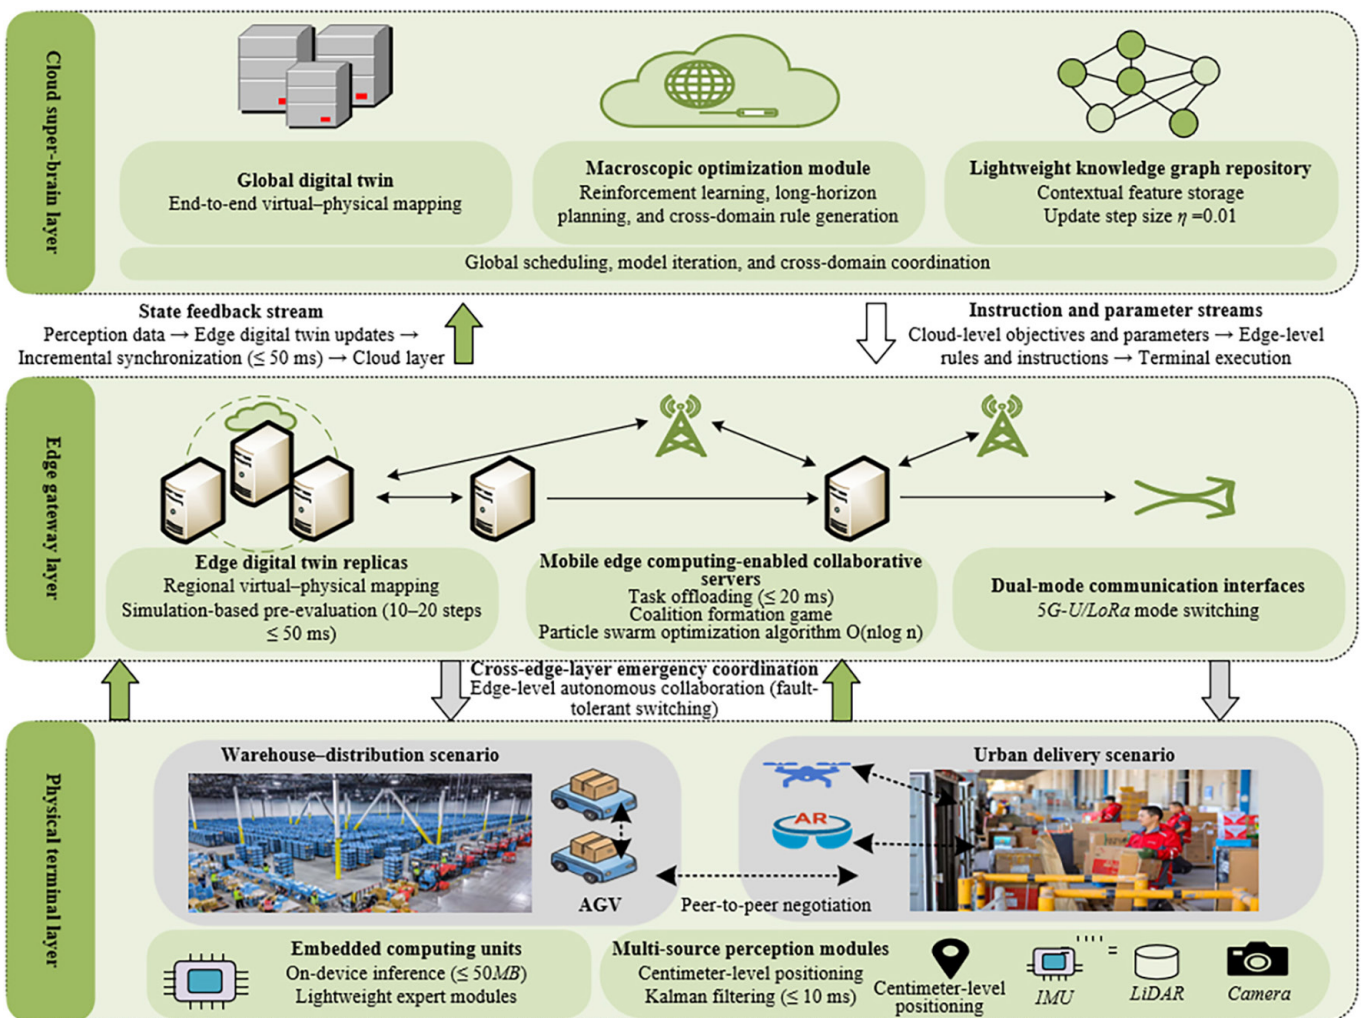 Cloud super-brain layer
Global digital twin
End-to-end virtual–physical mapping
Macroscopic optimization module
Reinforcement learning, long-horizon
planning, and cross-domain rule generation
Lightweight knowledge graph repository
Contextual feature storage
Update step size η =0.01
Global scheduling, model iteration, and cross-domain coordination
State feedback stream
Perception data → Edge digital twin updates →
Incremental synchronization (≤ 50 ms) → Cloud layer
Instruction and parameter streams
Cloud-level objectives and parameters → Edge-level
rules and instructions → Terminal execution
Edge gateway layer
Edge digital twin replicas
Regional virtual–physical mapping
Simulation-based pre-evaluation (10–20 steps
≤ 50 ms)
Mobile edge computing-enabled collaborative
servers
Task offloading (≤ 20 ms)
Coalition formation game
Particle swarm optimization algorithm O(nlog n)
Dual-mode communication interfaces
5G-U/LoRa mode switching
Cross-edge-layer emergency coordination
Edge-level autonomous collaboration (fault-
tolerant switching)
Physical terminal layer
Warehouse–distribution scenario
AGV
Urban delivery scenario
AR
Peer-to-peer negotiation
Embedded computing units
On-device inference (≤ 50MB)
Lightweight expert modules
Multi-source perception modules
Centimeter-level positioning
Kalman filtering (≤ 10 ms)
Centimeter-level
positioning
IMU
LiDAR
Camera